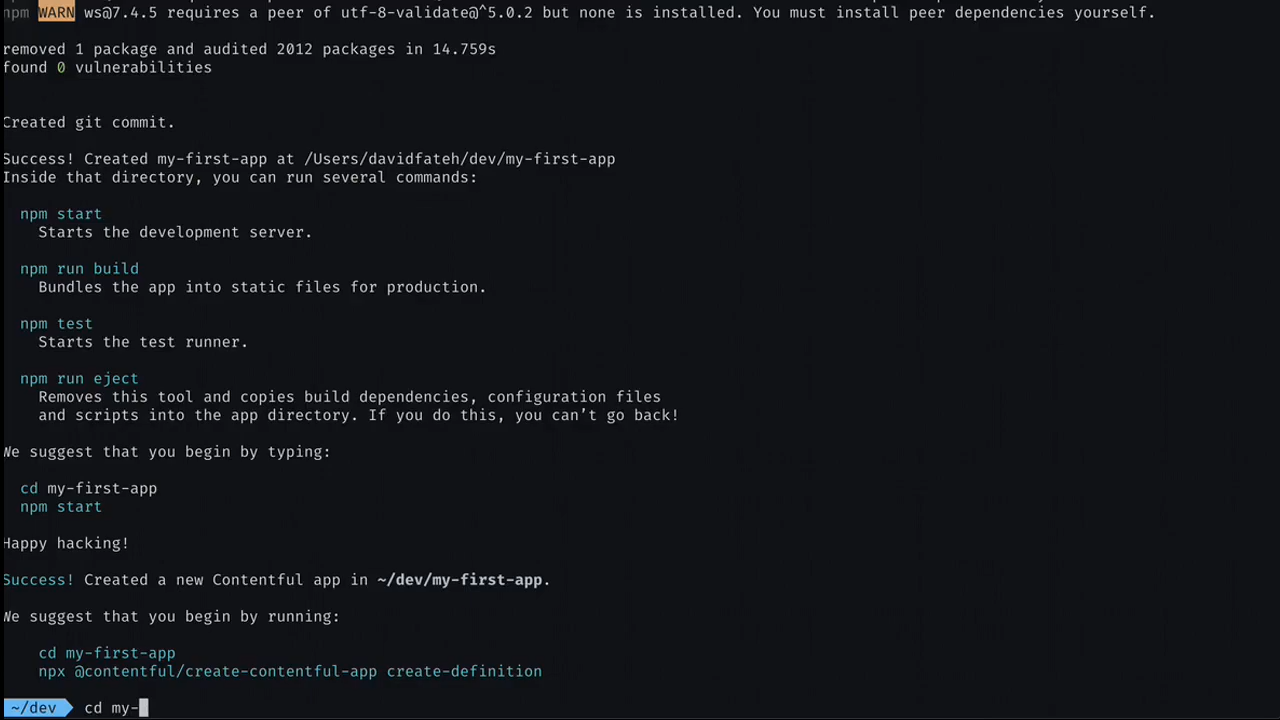 npm WARN ws@7.4.5 requires a peer of utf-8-validate@^5.0.2 but none is installed. You must install peer dependencies yourself.
removed 1 package and audited 2012 packages in 14.759s
found 0 vulnerabilities
Created git commit.
Success! Created my-first-app at /Users/davidfateh/dev/my-first-app
Inside that directory, you can run several commands:
npm start
Starts the development server.
npm run build
Bundles the app into static files for production.
npm test
Starts the test runner.
npm run eject
Removes this tool and copies build dependencies, configuration files
and scripts into the app directory. If you do this, you can’t go back!
We suggest that you begin by typing:
cd my-first-app
npm start
Happy hacking!
Success! Created a new Contentful app in ~/dev/my-first-app.
We suggest that you begin by running:
cd my-first-app
npx @contentful/create-contentful-app create-definition
~/dev cd my-